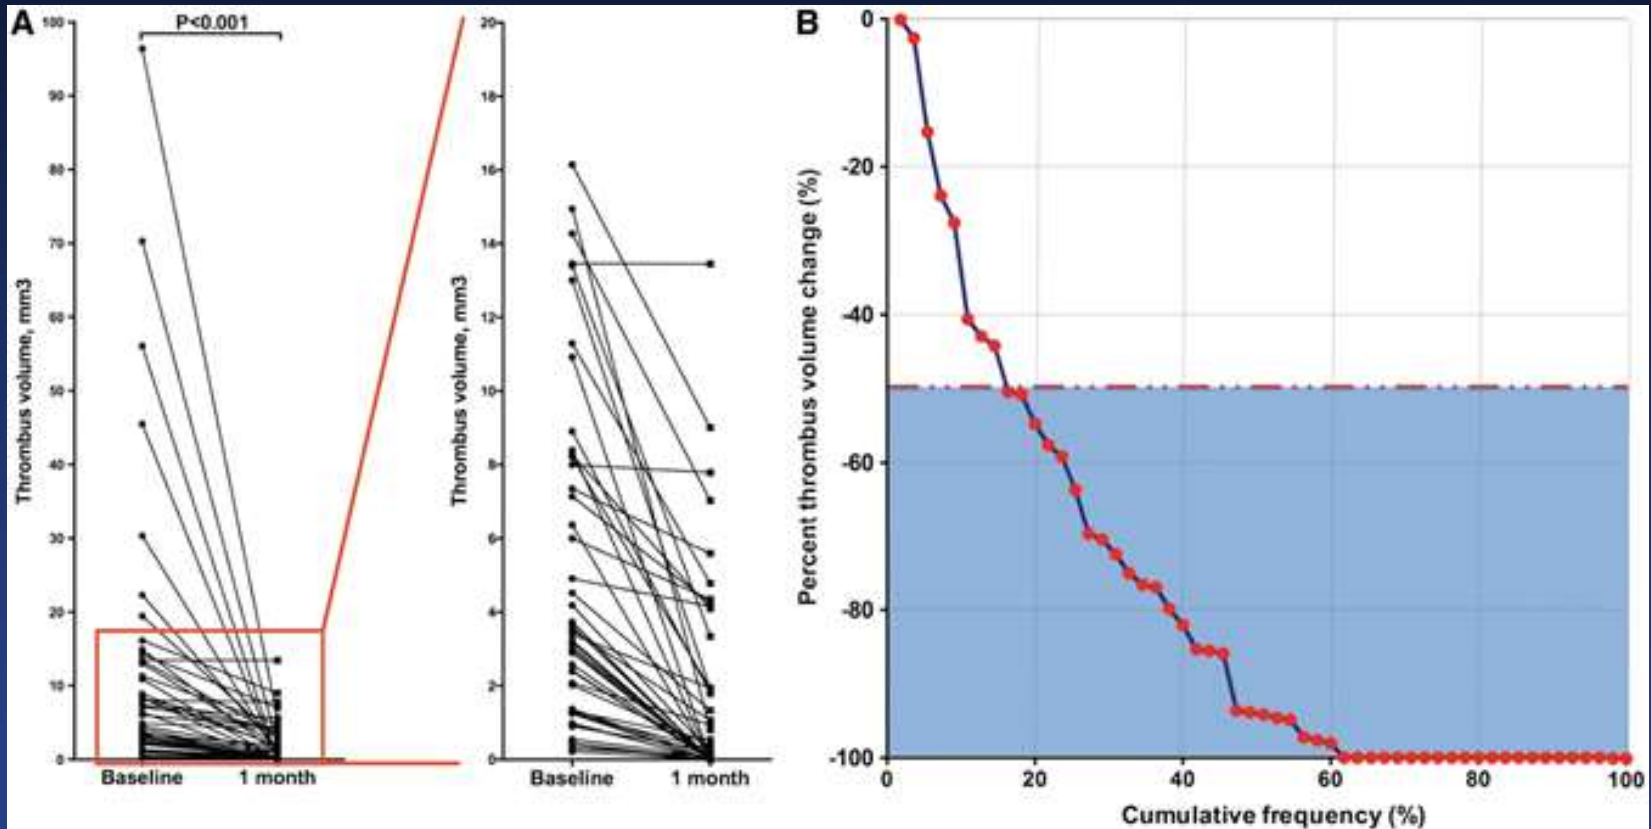 A
P<0.001
Thrombus volume, mm3
100
90
80
70
60
50
40
30
20
10
0
Baseline 1 month
Thrombus volume, mm3
20
18
16
14
12
10
8
6
4
2
0
Baseline 1 month
B
Percent thrombus volume change (%)
0
-20
-40
-60
-80
-100
0 20 40 60 80 100
Cumulative frequency (%)